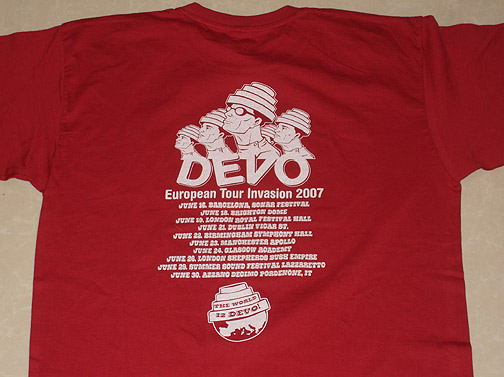 DEVO
European Tour Invasion 2007
JUNE 16. BARCELONA, SONAR FESTIVAL
JUNE 18. BRIGHTON DOME
JUNE 19. LONDON ROYAL FESTIVAL HALL
JUNE 21. DUBLIN VICAR ST.
JUNE 22. BIRMINGHAM SYMPHONY HALL
JUNE 23. MANCHESTER APOLLO
JUNE 24. GLASGOW ACADEMY
JUNE 26. LONDON SHEPHERDS BUSH EMPIRE
JUNE 29. SUMMER SOUND FESTIVAL LAZZARETTO
JUNE 30. AZZANO DECIMO PORDENONE, IT
THE WORLD
IZ DEVO!